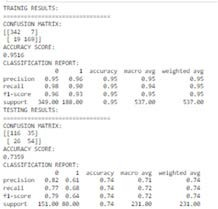 TRAINIG RESULTS:
===============================
CONFUSION MATRIX:
[[342 7]
[ 19 169]]
ACCURACY SCORE:
0.9516
CLASSIFICATION REPORT:
0 1 accuracy macro avg weighted avg
precision 0.95 0.96 0.95 0.95 0.95
recall 0.98 0.90 0.95 0.94 0.95
f1-score 0.96 0.93 0.95 0.95 0.95
support 349.00 188.00 0.95 537.00 537.00
TESTING RESULTS:
===============================
CONFUSION MATRIX:
[[116 35]
[ 26 54]]
ACCURACY SCORE:
0.7359
CLASSIFICATION REPORT:
0 1 accuracy macro avg weighted avg
precision 0.82 0.61 0.74 0.71 0.74
recall 0.77 0.68 0.74 0.72 0.74
f1-score 0.79 0.64 0.74 0.72 0.74
support 151.00 80.00 0.74 231.00 231.00